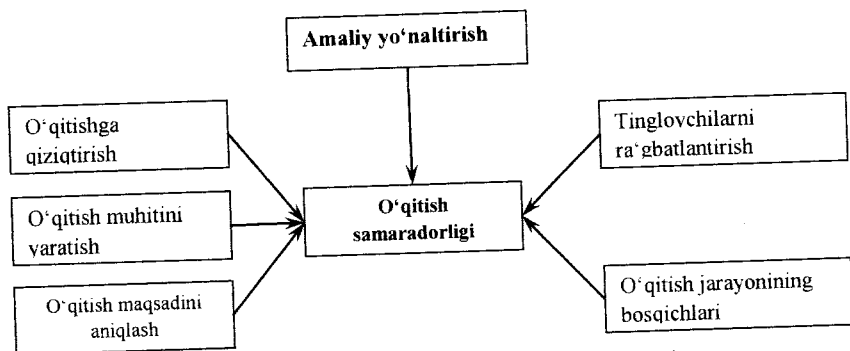 Amaliy yo‘naltirish
O‘qitishga
qiziqtirish
Tinglovchilarni
ra‘gbatlantirish
O‘qitish muhitini
yaratish
O‘qitish
samaradorligi
O‘qitish maqsadini
aniqlash
O‘qitish jarayonining
bosqichlari